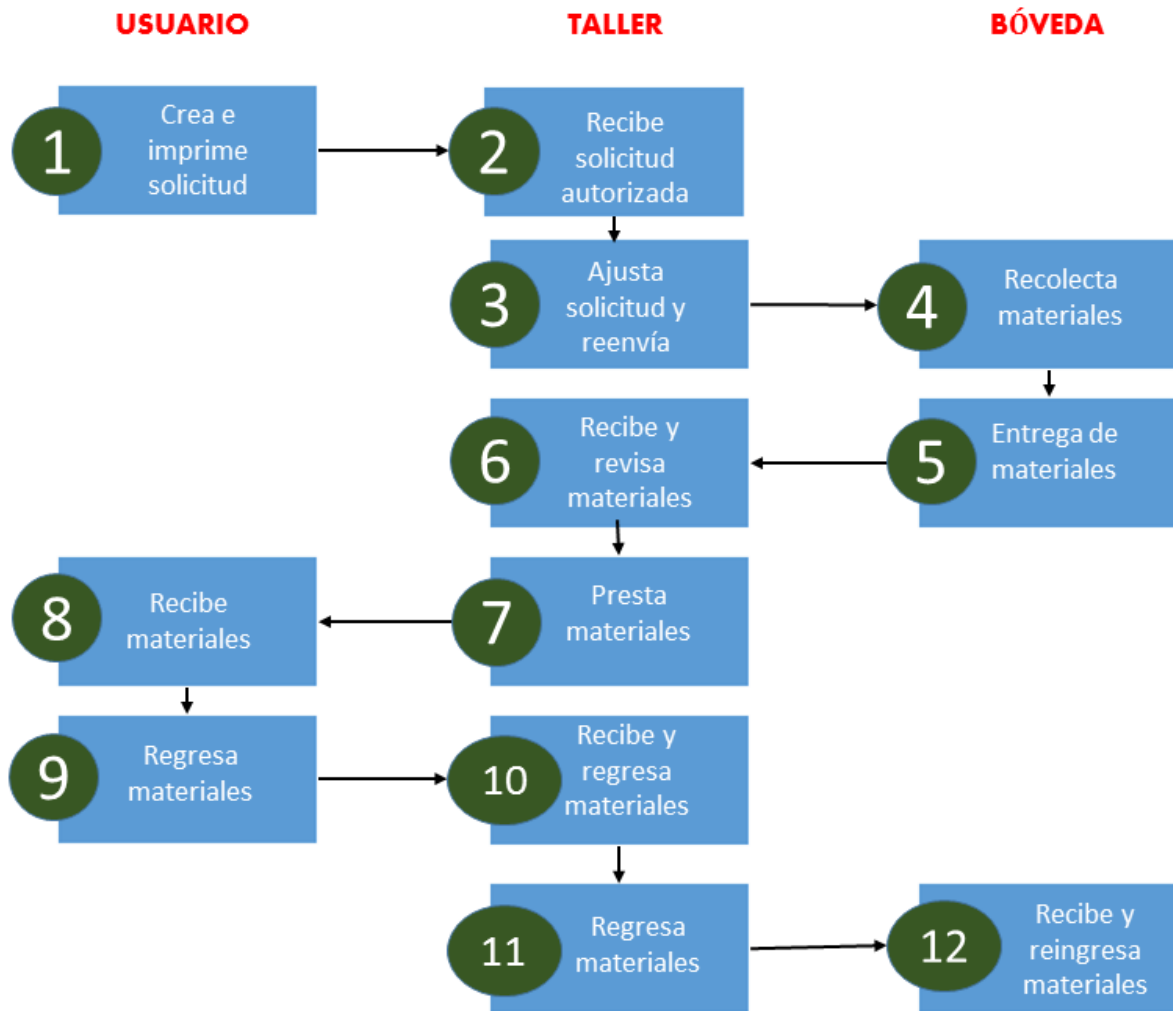 USUARIO
TALLER
BÓVEDA
1
Crea e
imprime
solicitud
2
Recibe
solicitud
autorizada
3
Ajusta
solicitud y
reenvía
4
Recolecta
materiales
6
Recibe y
revisa
materiales
5
Entrega de
materiales
8
Recibe
materiales
7
Presta
materiales
9
Regresa
materiales
10
Recibe y
regresa
materiales
11
Regresa
materiales
12
Recibe y
reingresa
materiales